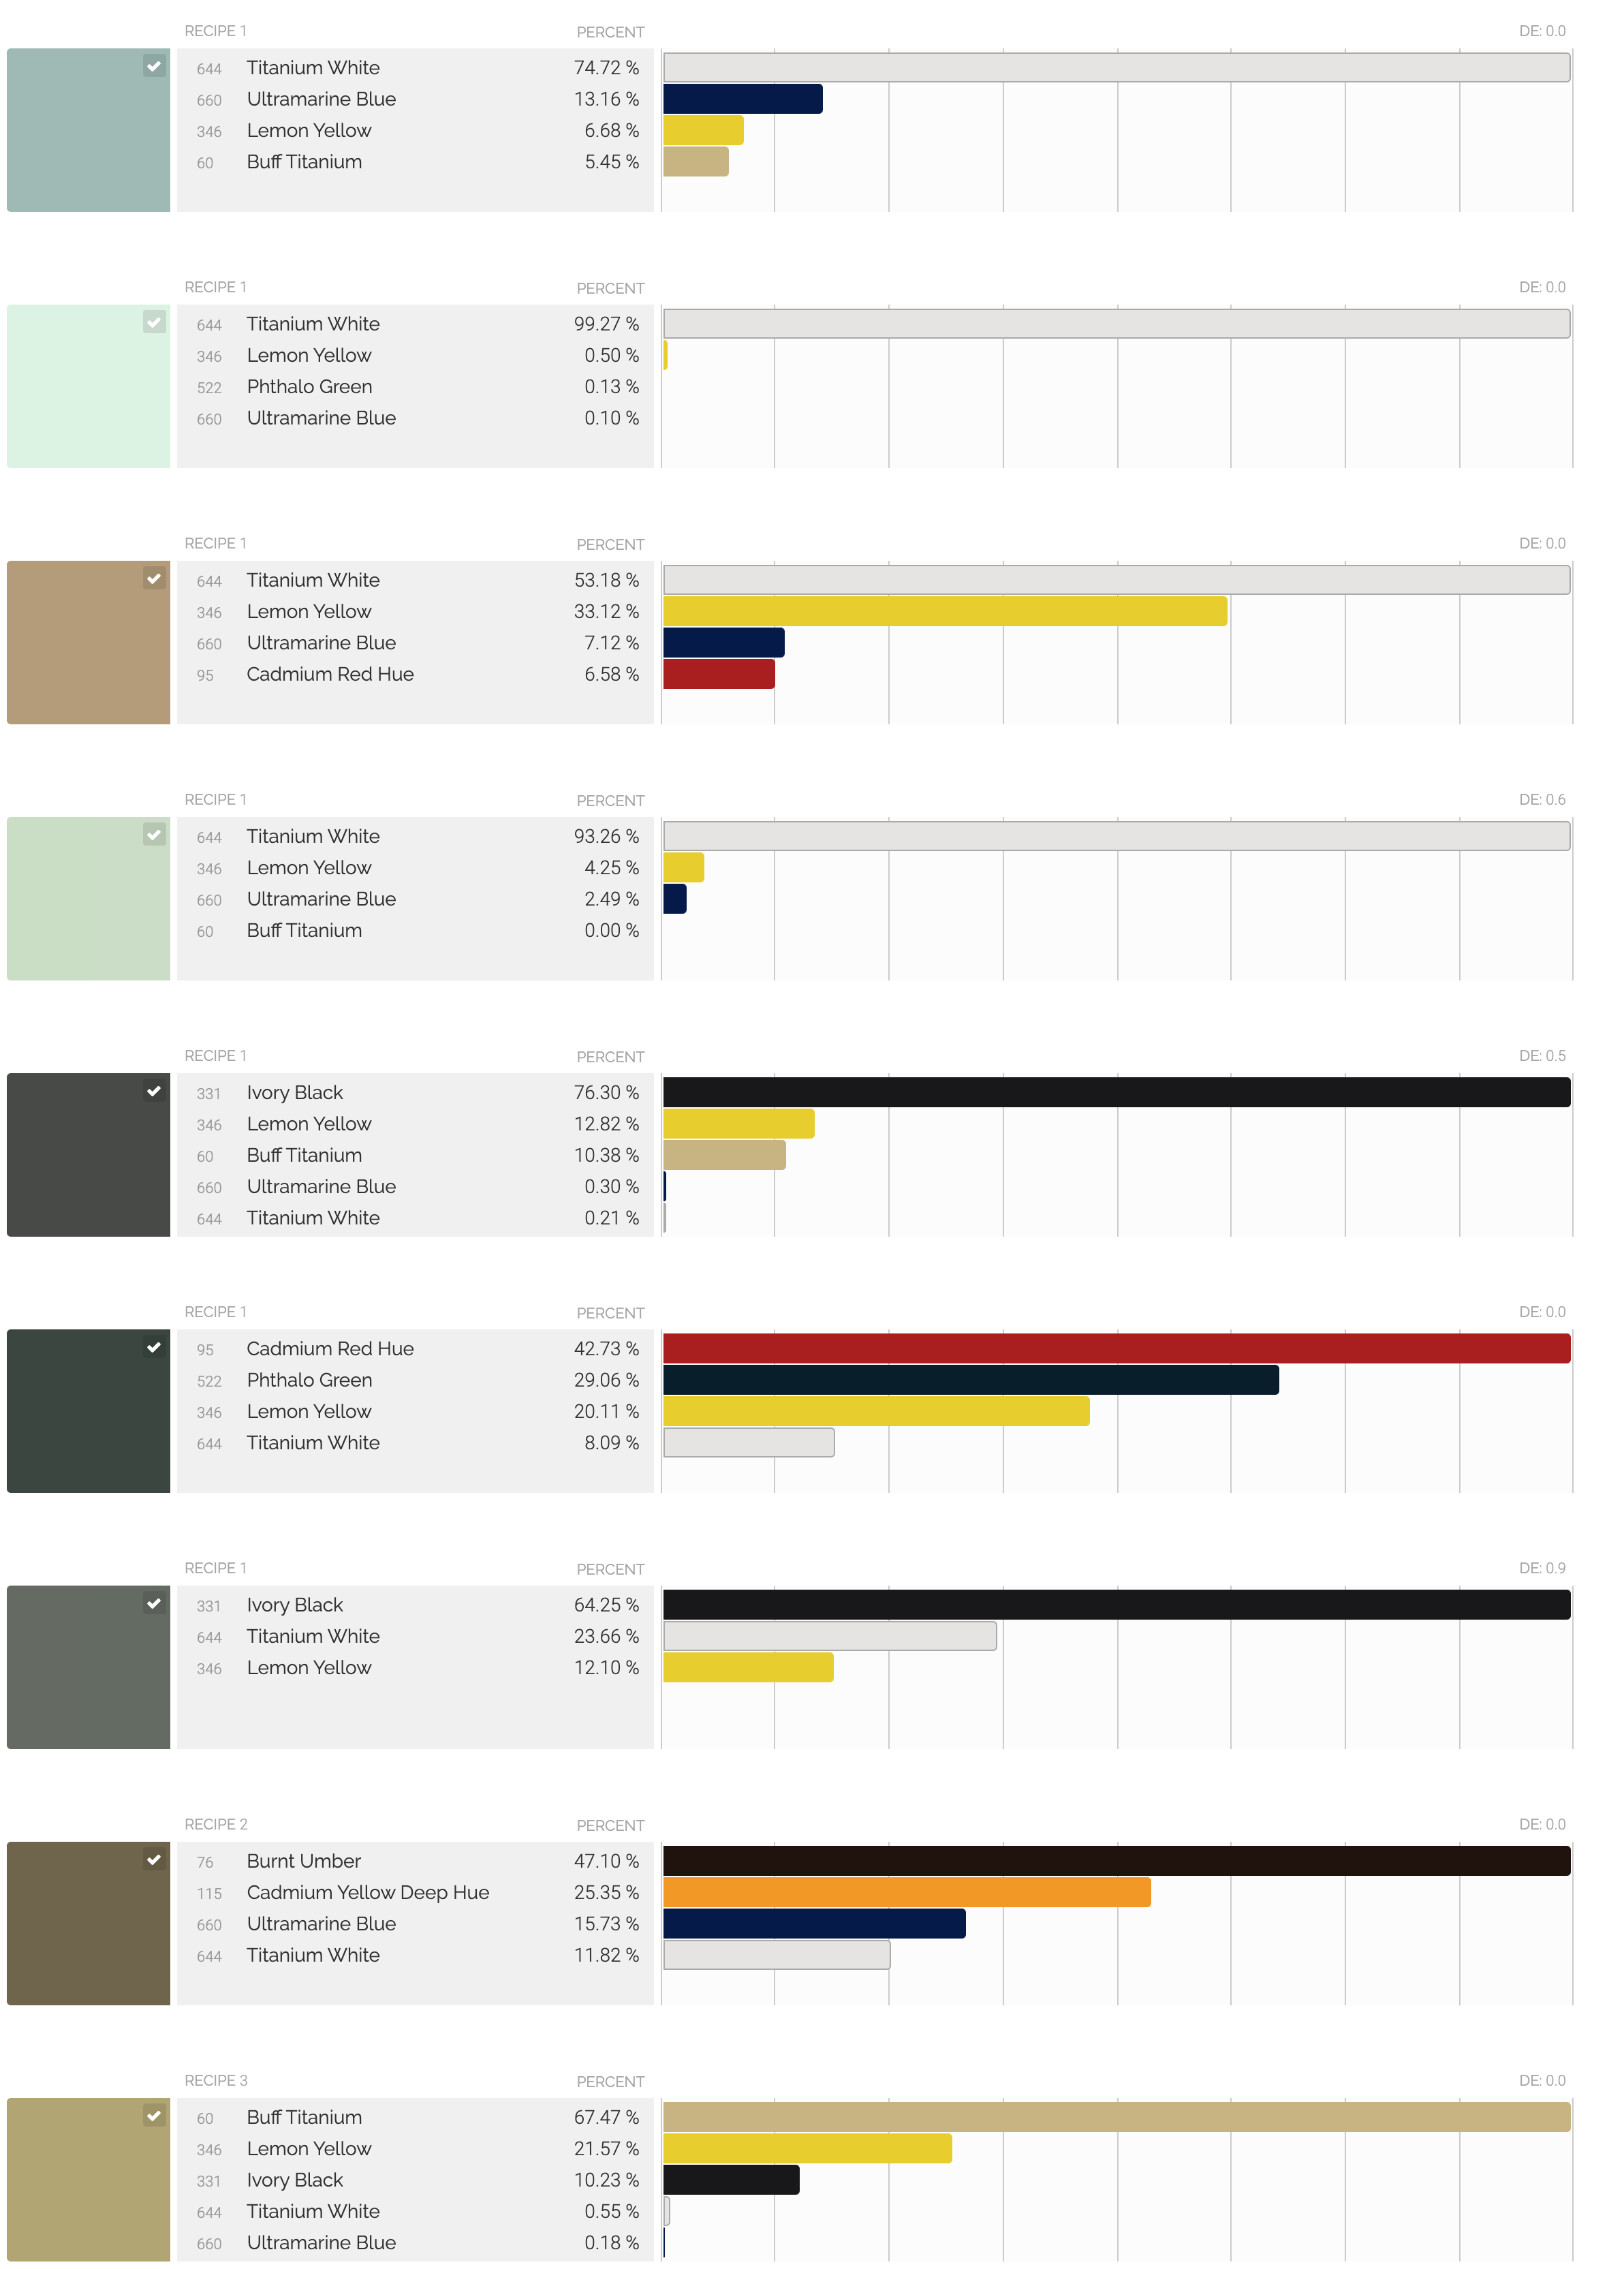 RECIPE 1 PERCENT DE: 0.0
644 Titanium White 74.72 %
660 Ultramarine Blue 13.16 %
346 Lemon Yellow 6.68 %
60 Buff Titanium 5.45 %
RECIPE 1 PERCENT DE: 0.0
644 Titanium White 99.27 %
346 Lemon Yellow 0.50 %
522 Phthalo Green 0.13 %
660 Ultramarine Blue 0.10 %
RECIPE 1 PERCENT DE: 0.0
644 Titanium White 53.18 %
346 Lemon Yellow 33.12 %
660 Ultramarine Blue 7.12 %
95 Cadmium Red Hue 6.58 %
RECIPE 1 PERCENT DE: 0.6
644 Titanium White 93.26 %
346 Lemon Yellow 4.25 %
660 Ultramarine Blue 2.49 %
60 Buff Titanium 0.00 %
RECIPE 1 PERCENT DE: 0.5
331 Ivory Black 76.30 %
346 Lemon Yellow 12.82 %
60 Buff Titanium 10.38 %
660 Ultramarine Blue 0.30 %
644 Titanium White 0.21 %
RECIPE 1 PERCENT DE: 0.0
95 Cadmium Red Hue 42.73 %
522 Phthalo Green 29.06 %
346 Lemon Yellow 20.11 %
644 Titanium White 8.09 %
RECIPE 1 PERCENT DE: 0.9
331 Ivory Black 64.25 %
644 Titanium White 23.66 %
346 Lemon Yellow 12.10 %
RECIPE 2 PERCENT DE: 0.0
76 Burnt Umber 47.10 %
115 Cadmium Yellow Deep Hue 25.35 %
660 Ultramarine Blue 15.73 %
644 Titanium White 11.82 %
RECIPE 3 PERCENT DE: 0.0
60 Buff Titanium 67.47 %
346 Lemon Yellow 21.57 %
331 Ivory Black 10.23 %
644 Titanium White 0.55 %
660 Ultramarine Blue 0.18 %